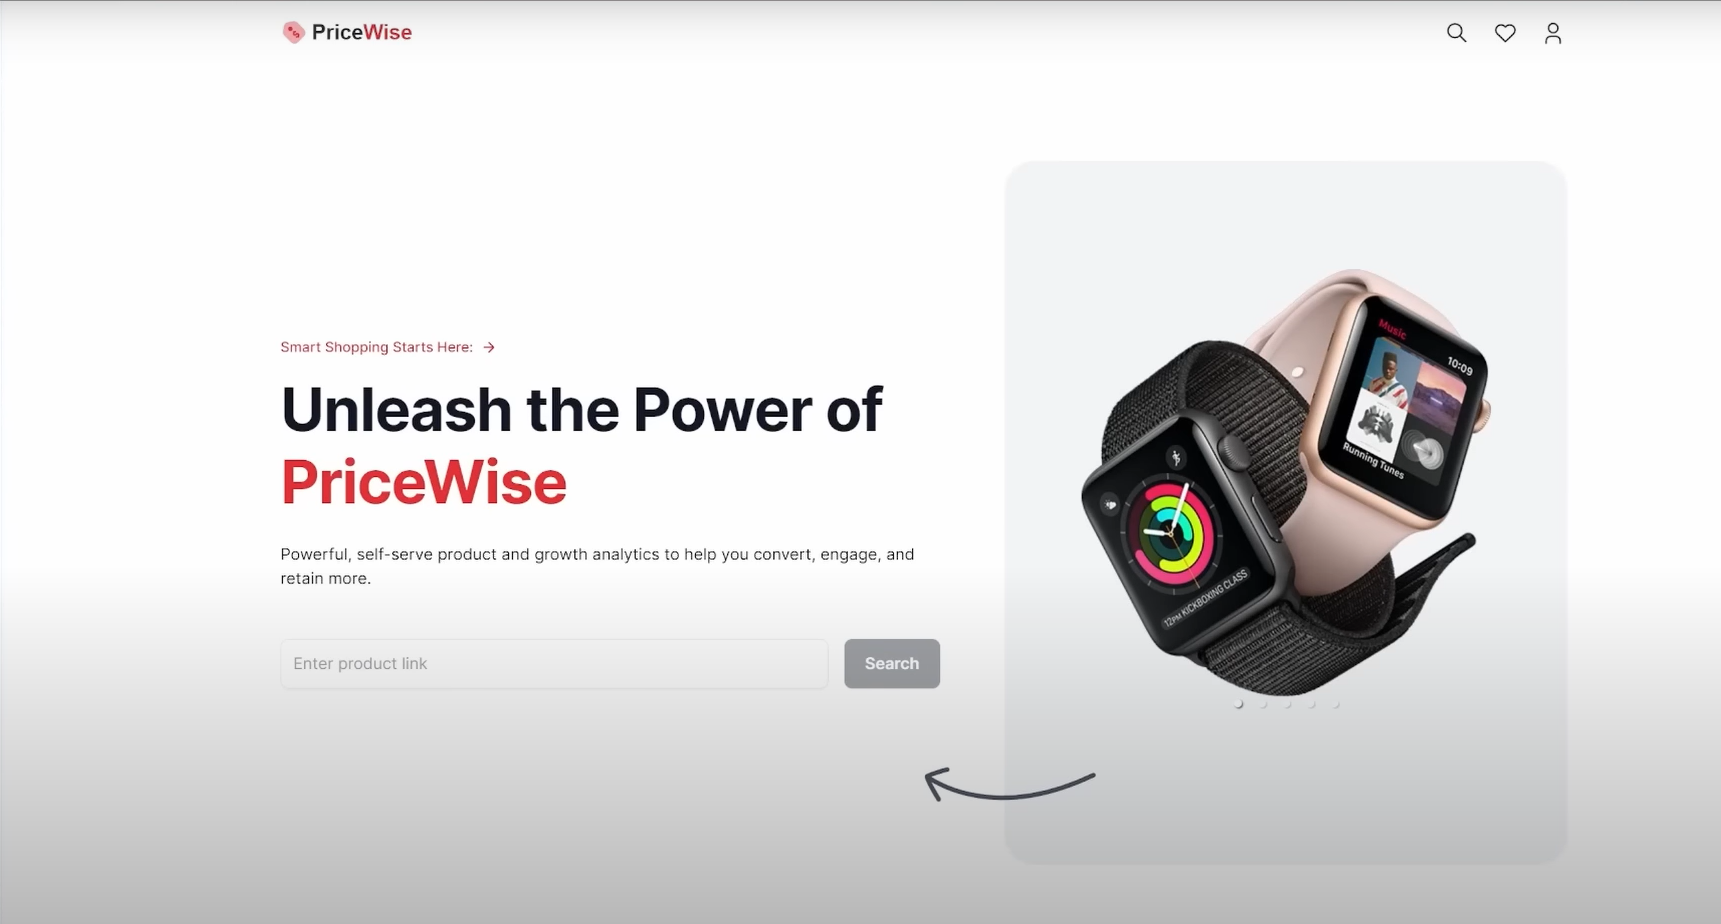 PriceWise
Smart Shopping Starts Here:
Unleash the Power of
PriceWise
Powerful, self-serve product and growth analytics to help you convert, engage, and
retain more.
Enter product link
Search
Music
10:09
Running Tunes
12PM KICKBOXING CLASS